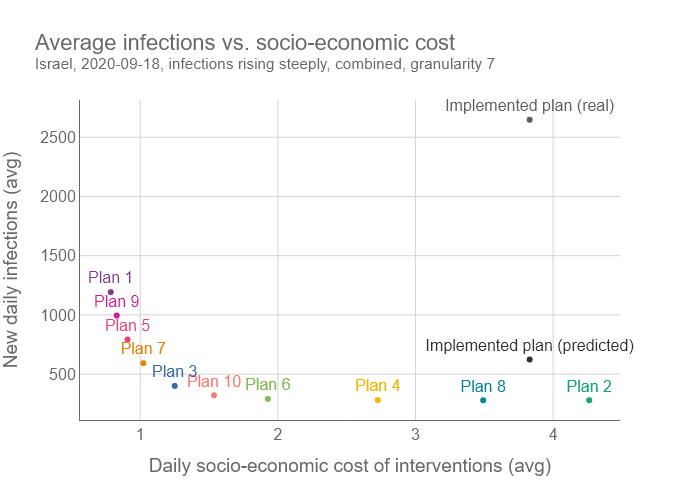 Average infections vs. socio-economic cost
Israel, 2020-09-18, infections rising steeply, combined, granularity 7
New daily infections (avg)
2500
2000
1500
1000
500
Implemented plan (real)
Plan 1
Plan 9
Plan 5
Plan 7
Implemented plan (predicted)
Plan 3
Plan 10
Plan 6
Plan 4
Plan 8
Plan 2
1
2
3
4
Daily socio-economic cost of interventions (avg)